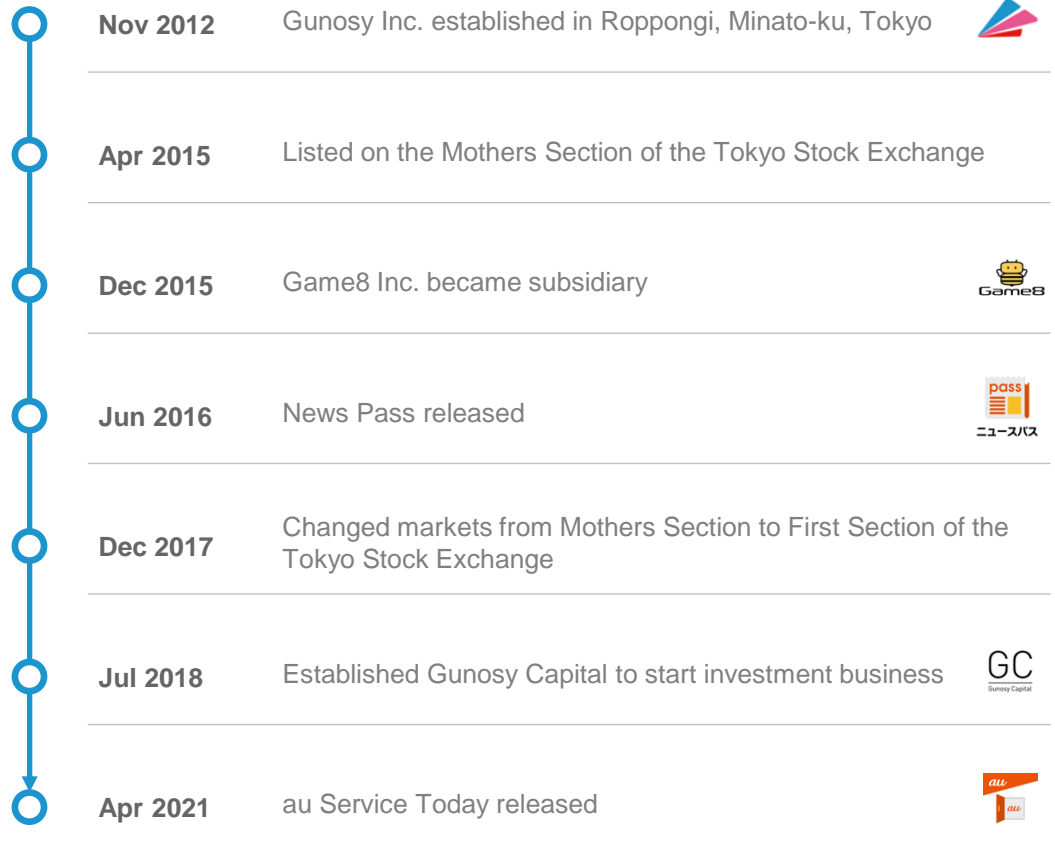 Nov 2012 Gunosy Inc. established in Roppongi, Minato-ku, Tokyo
Apr 2015 Listed on the Mothers Section of the Tokyo Stock Exchange
Dec 2015 Game8 Inc. became subsidiary
Game8
Jun 2016 News Pass released
pass
ニュースパス
Dec 2017 Changed markets from Mothers Section to First Section of the
Tokyo Stock Exchange
Jul 2018 Established Gunosy Capital to start investment business
GC
Gunosy Capital
Apr 2021 au Service Today released
au
au